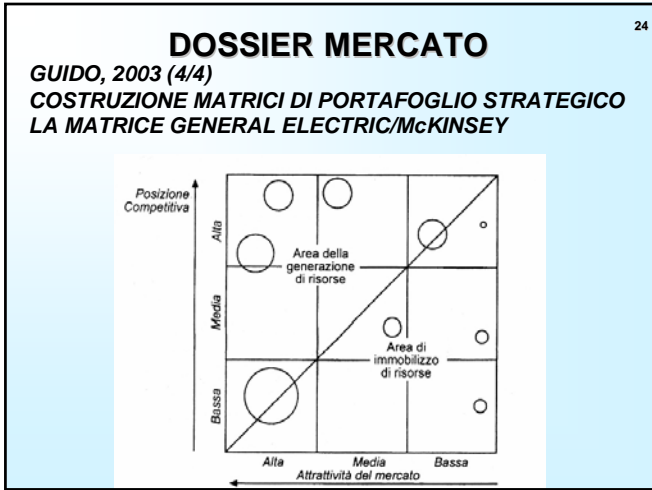 24
DOSSIER MERCATO
GUIDO, 2003 (4/4)
COSTRUZIONE MATRICI DI PORTAFOGLIO STRATEGICO
LA MATRICE GENERAL ELECTRIC/McKINSEY
Posizione
Competitiva
Alta
Area della
generazione
di risorse
Media
Area di
immobilizzo
di risorse
Bassa
Alta Media Bassa
Attrattività del mercato